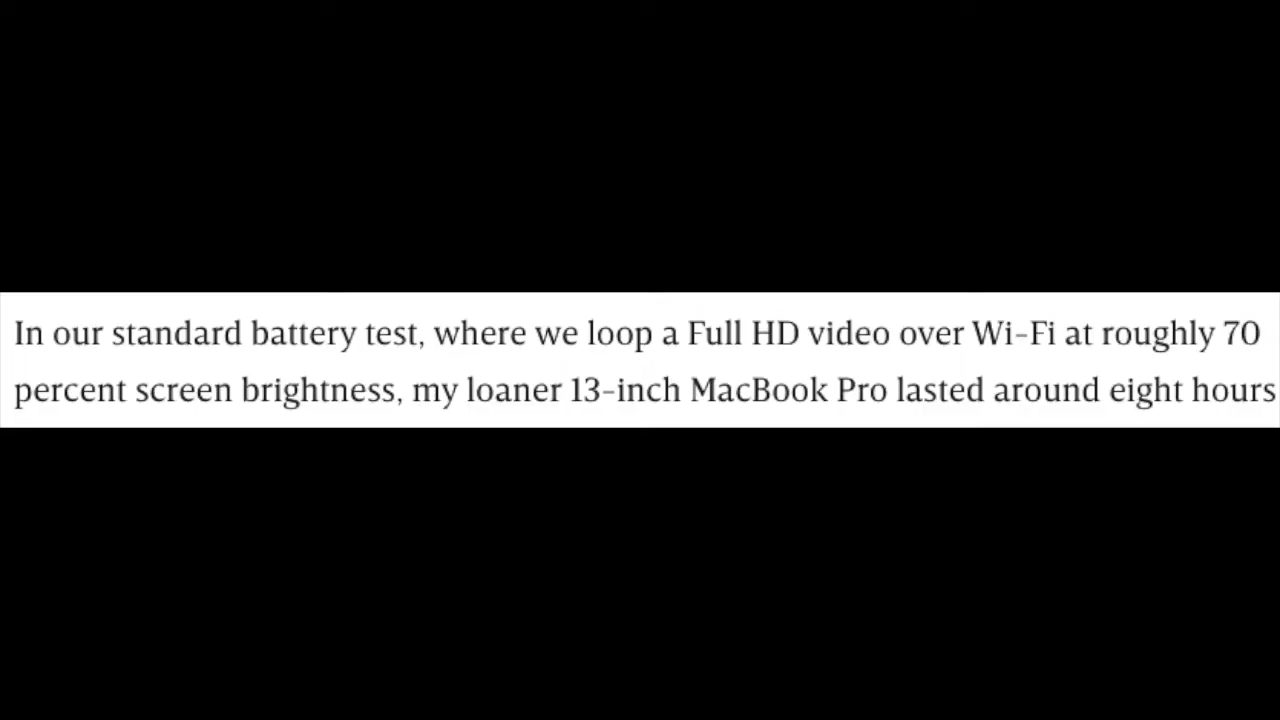 In our standard battery test, where we loop a Full HD video over Wi-Fi at roughly 70
percent screen brightness, my loaner 13-inch MacBook Pro lasted around eight hours